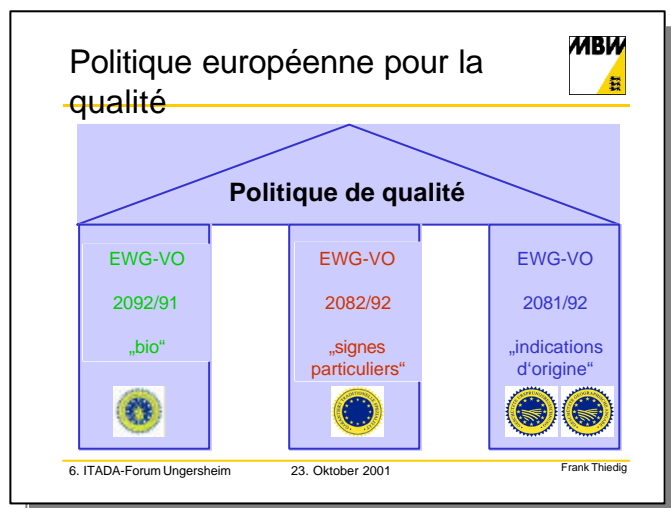 Politique européenne pour la
qualité
MBW
Politique de qualité
EWG-VO
2092/91
„bio“
EWG-VO
2082/92
„signes
particuliers“
EWG-VO
2081/92
„indications
d‘origine“
6. ITADA-Forum Ungersheim
23. Oktober 2001
Frank Thiedig